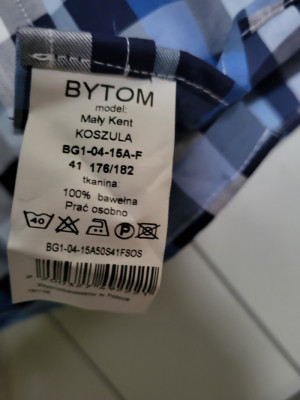 BYTOM
model:
Mały Kent
KOSZULA
BG1-04-15A-F
41 176/182
tkanina:
100% bawełna
Prać osobno
40
P
BG1-04-15A50S41FSOS